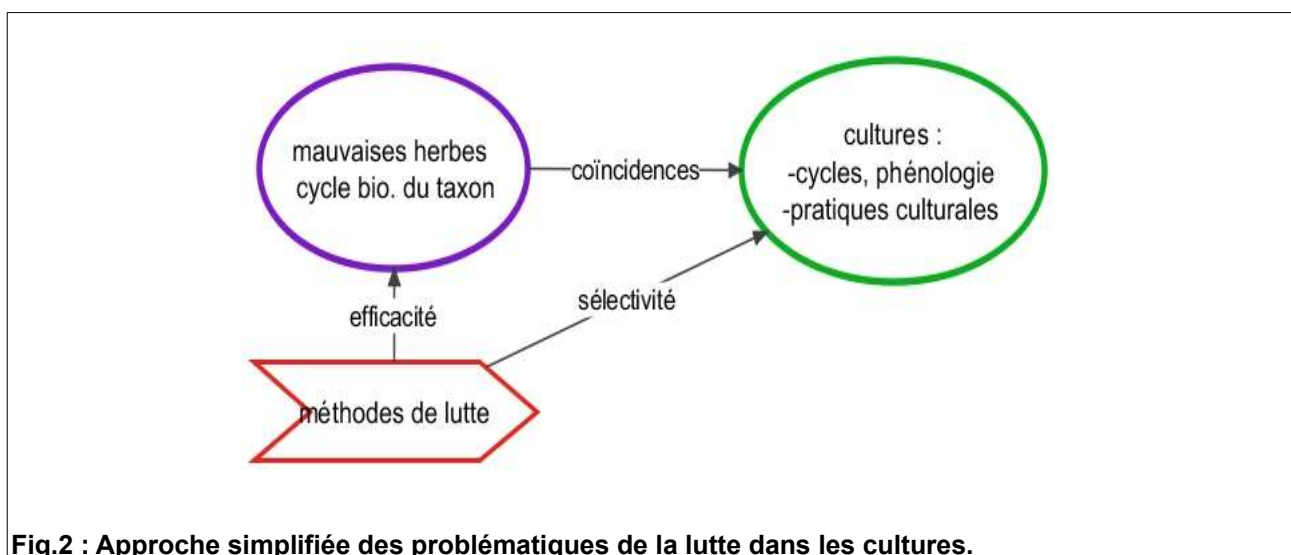 mauvaises herbes
cycle bio. du taxon
coïncidences
cultures :
-cycles, phénologie
-pratiques culturales
efficacité
sélectivité
méthodes de lutte
Fig.2 : Approche simplifiée des problématiques de la lutte dans les cultures.